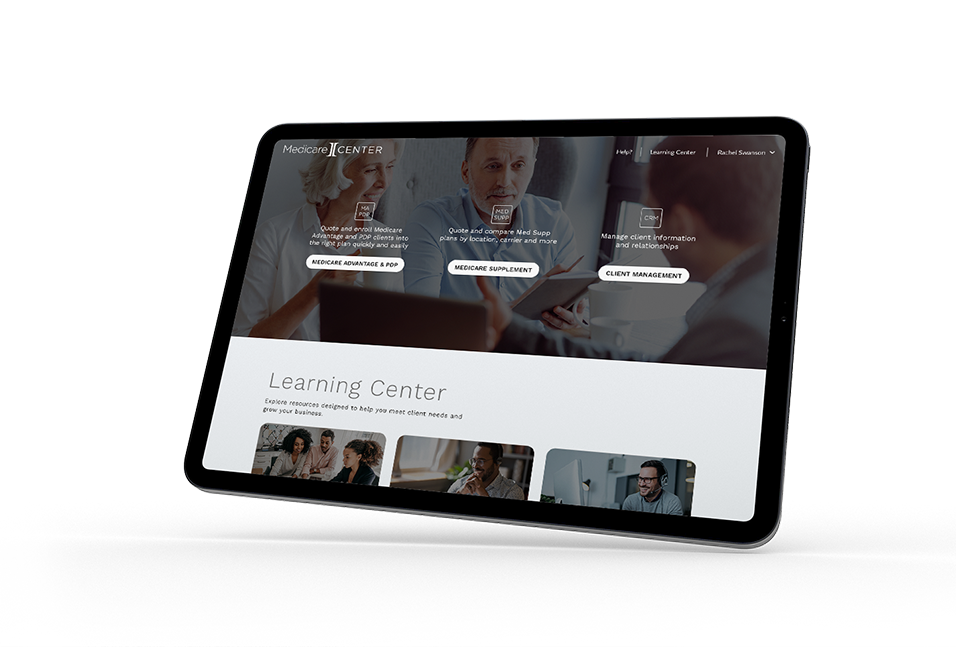 Medicare CENTER
Help?
Learning Center
Rachel Swanson
MA
PDP
Quote and enroll Medicare
Advantage and PDP clients into
the right plan quickly and easily
MEDICARE ADVANTAGE & PDP
MED
SUPP
Quote and compare Med Supp
plans by location, carrier and more
MEDICARE SUPPLEMENT
CRM
Manage client information
and relationships
CLIENT MANAGEMENT
Learning Center
Explore resources designed to help you meet client needs and
grow your business.